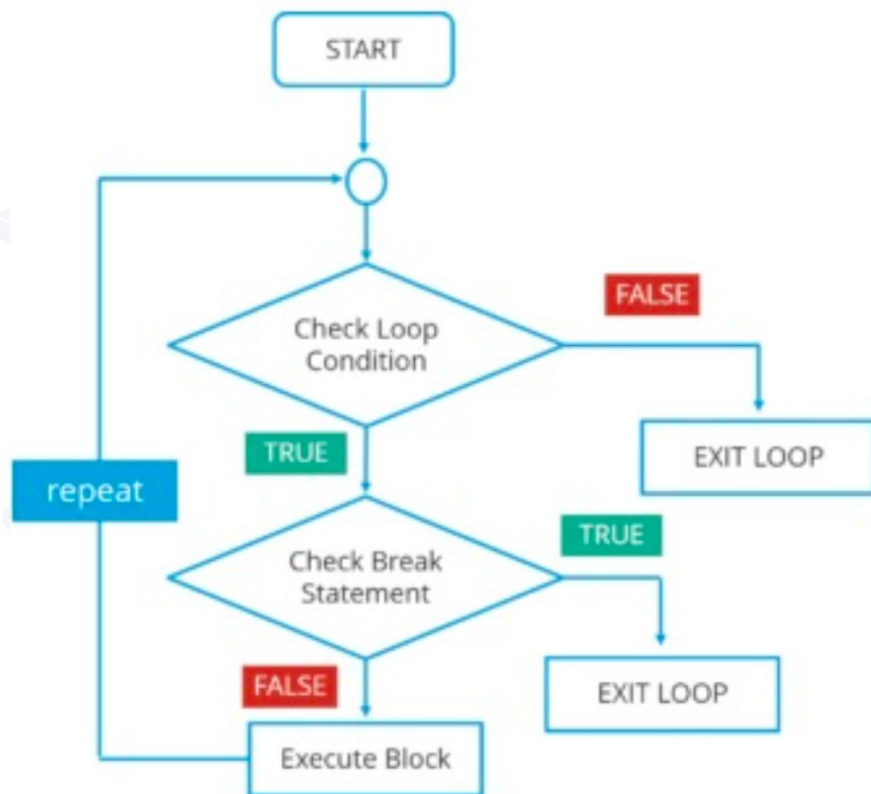 START
FALSE
Check Loop
Condition
TRUE
EXIT LOOP
repeat
TRUE
Check Break
Statement
FALSE
EXIT LOOP
Execute Block